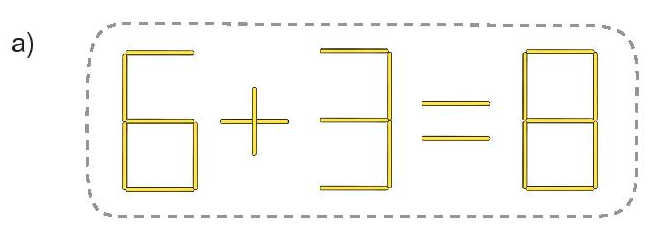 a) 6 + 3 = 8